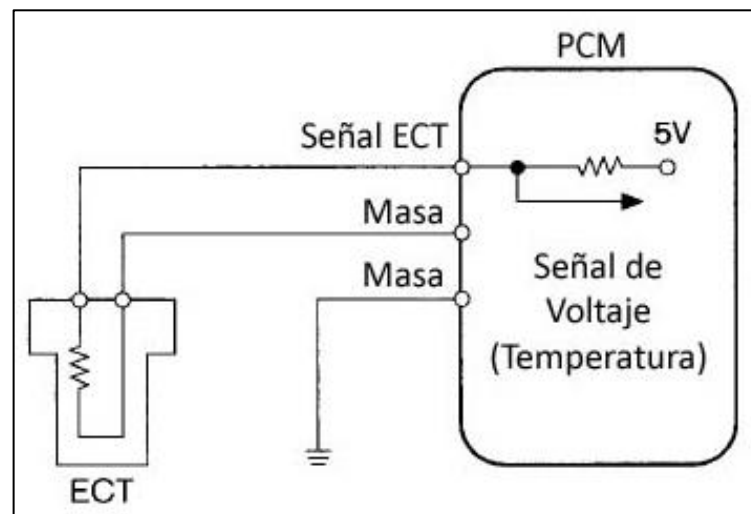 PCM
Señal ECT
5V
Masa
Masa
Señal de
Voltaje
(Temperatura)
ECT